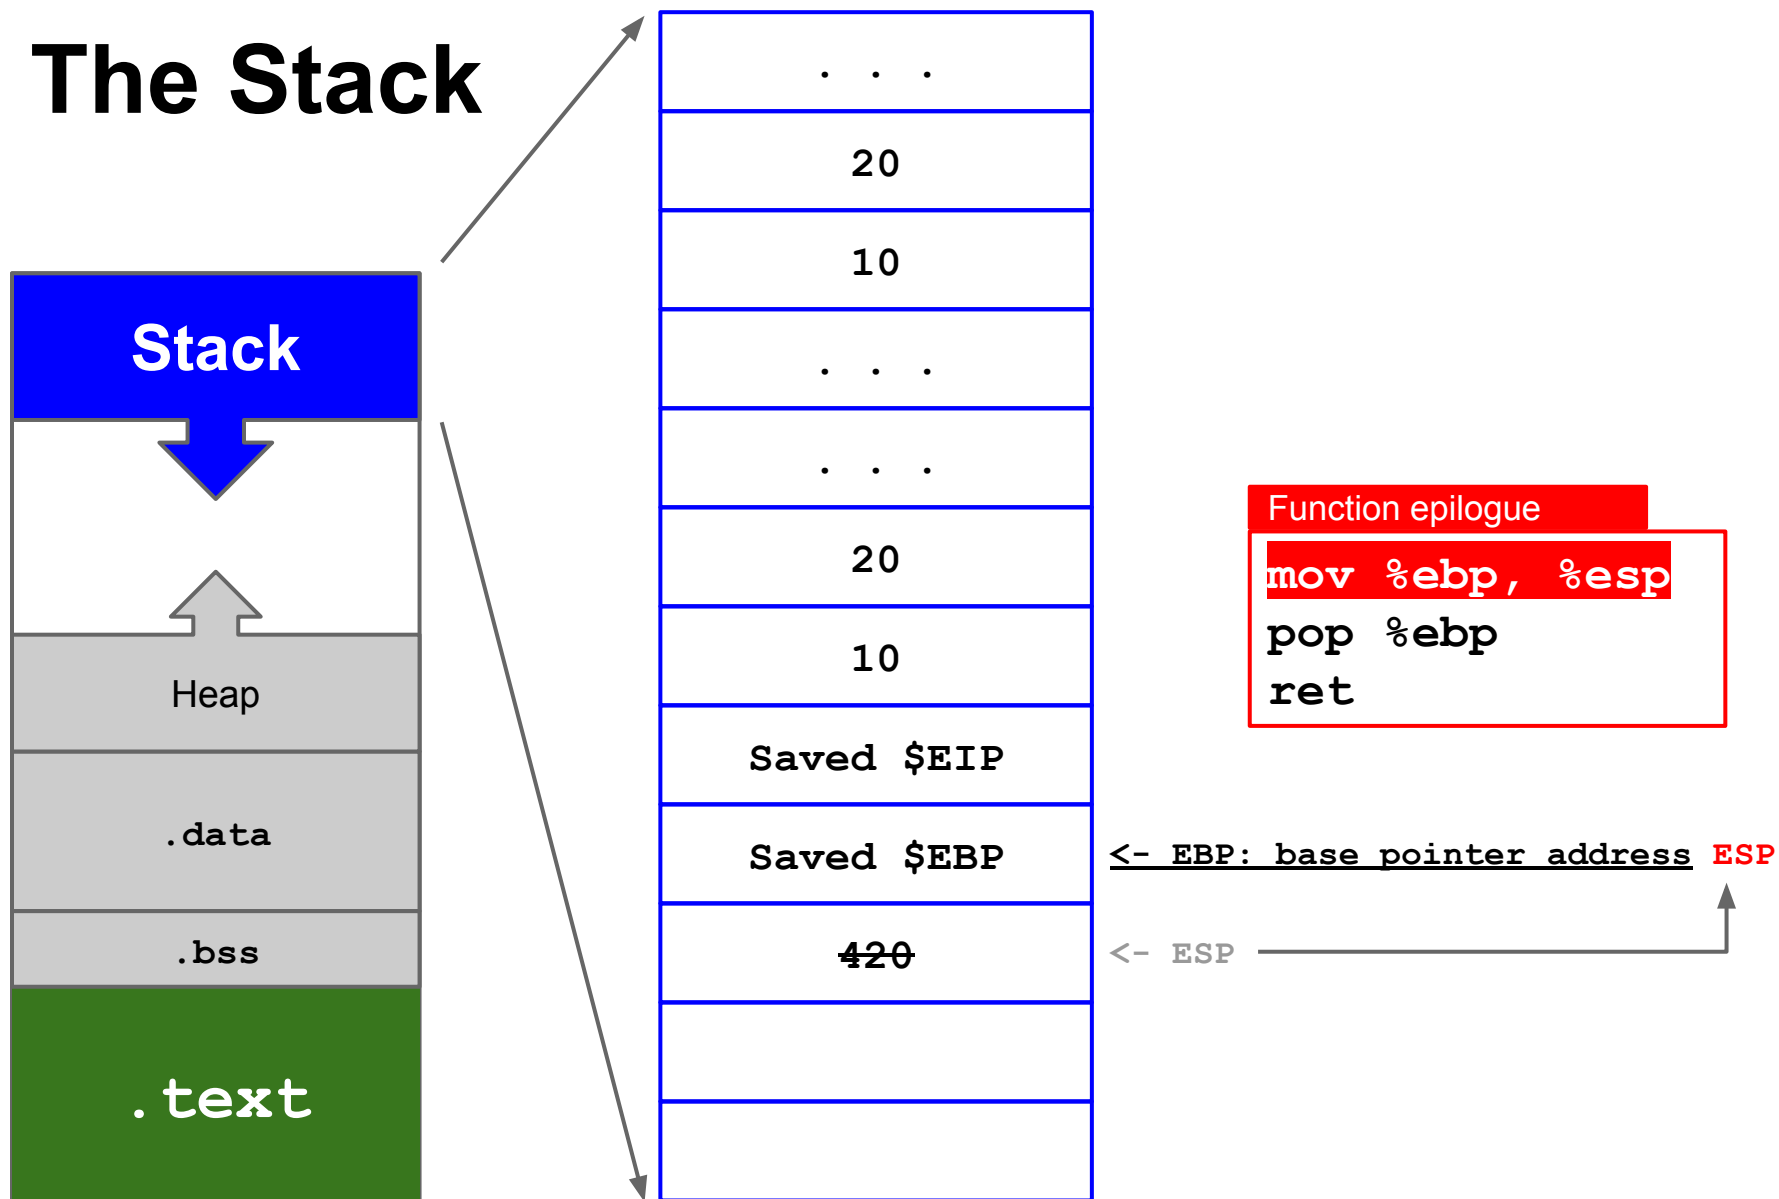 The Stack
Stack
Heap
.data
.bss
.text
. . .
20
10
. . .
. . .
20
10
Saved $EIP
Saved $EBP
420
Function epilogue
mov %ebp, %esp
pop %ebp
ret
<- EBP: base pointer address ESP
<- ESP